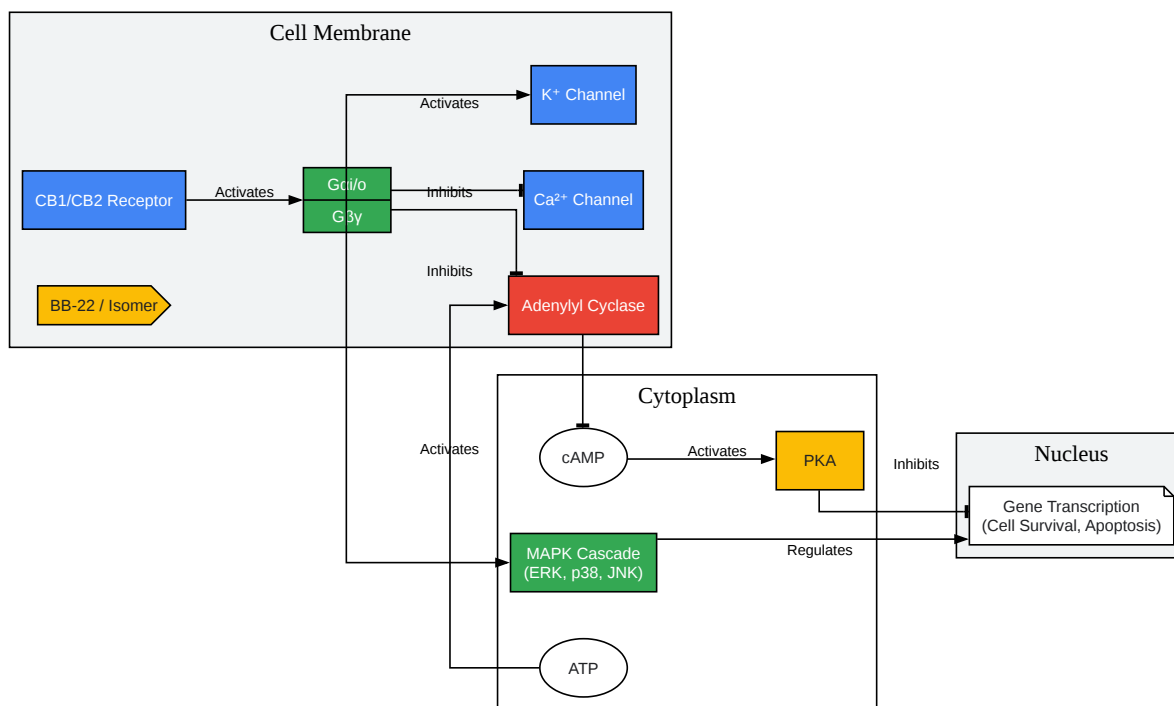 Cell Membrane
K⁺ Channel
Activates
Gαi/o
Gβγ
CB1/CB2 Receptor
Activates
Inhibits
Ca²⁺ Channel
Inhibits
BB-22 / Isomer
Adenylyl Cyclase
Cytoplasm
Activates
cAMP
Activates
PKA
Inhibits
Nucleus
Gene Transcription
(Cell Survival, Apoptosis)
MAPK Cascade
(ERK, p38, JNK)
Regulates
ATP